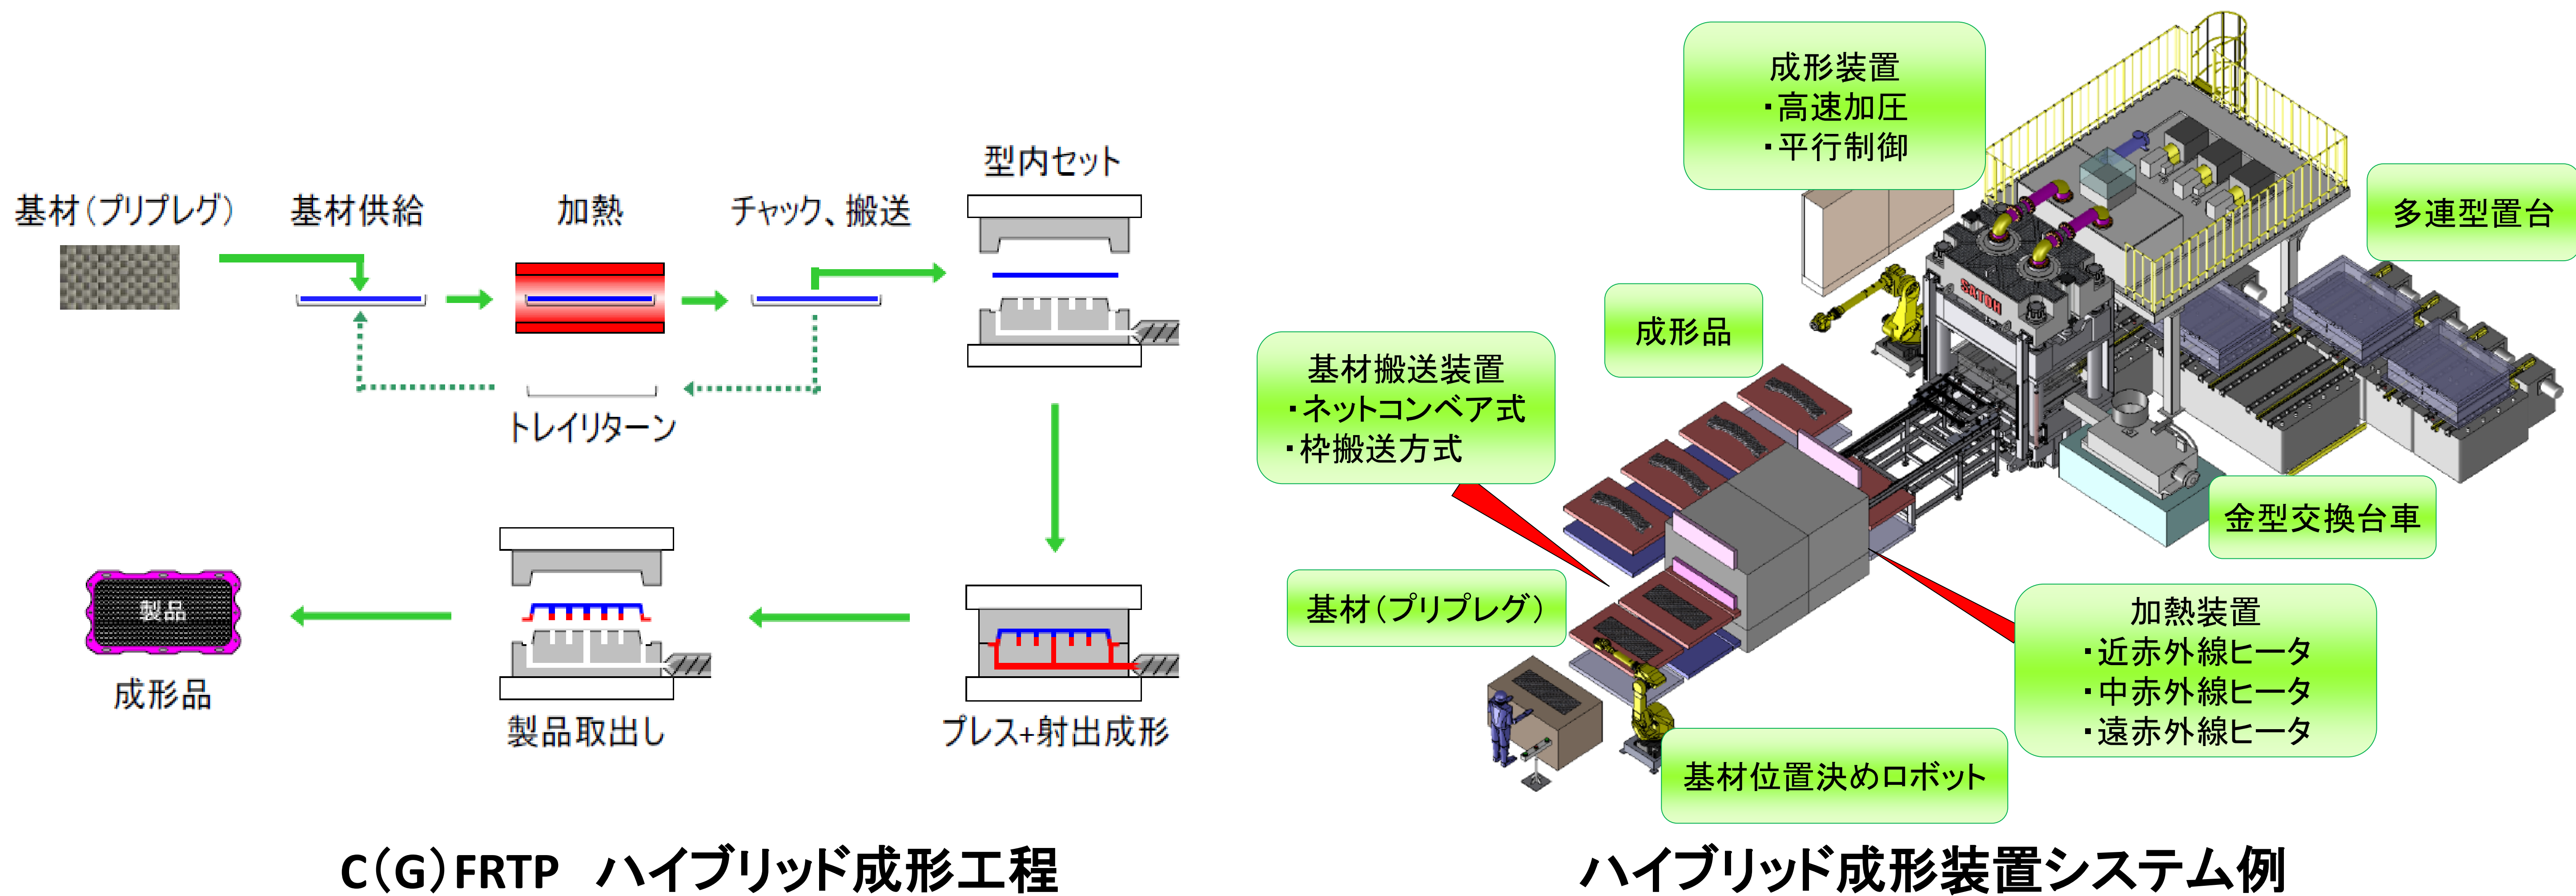 型内セット
基材(プリプレグ)
基材供給
加熱
チャック、搬送
トレイリターン
製品
成形品
製品取出し
プレス+射出成形
C(G)FRTP ハイブリッド成形工程
成形装置
・高速加圧
・平行制御
多連型置台
SATOH
成形品
基材搬送装置
・ネットコンベア式
・枠搬送方式
金型交換台車
基材(プリプレグ)
加熱装置
・近赤外線ヒータ
・中赤外線ヒータ
・遠赤外線ヒータ
基材位置決めロボット
ハイブリッド成形装置システム例